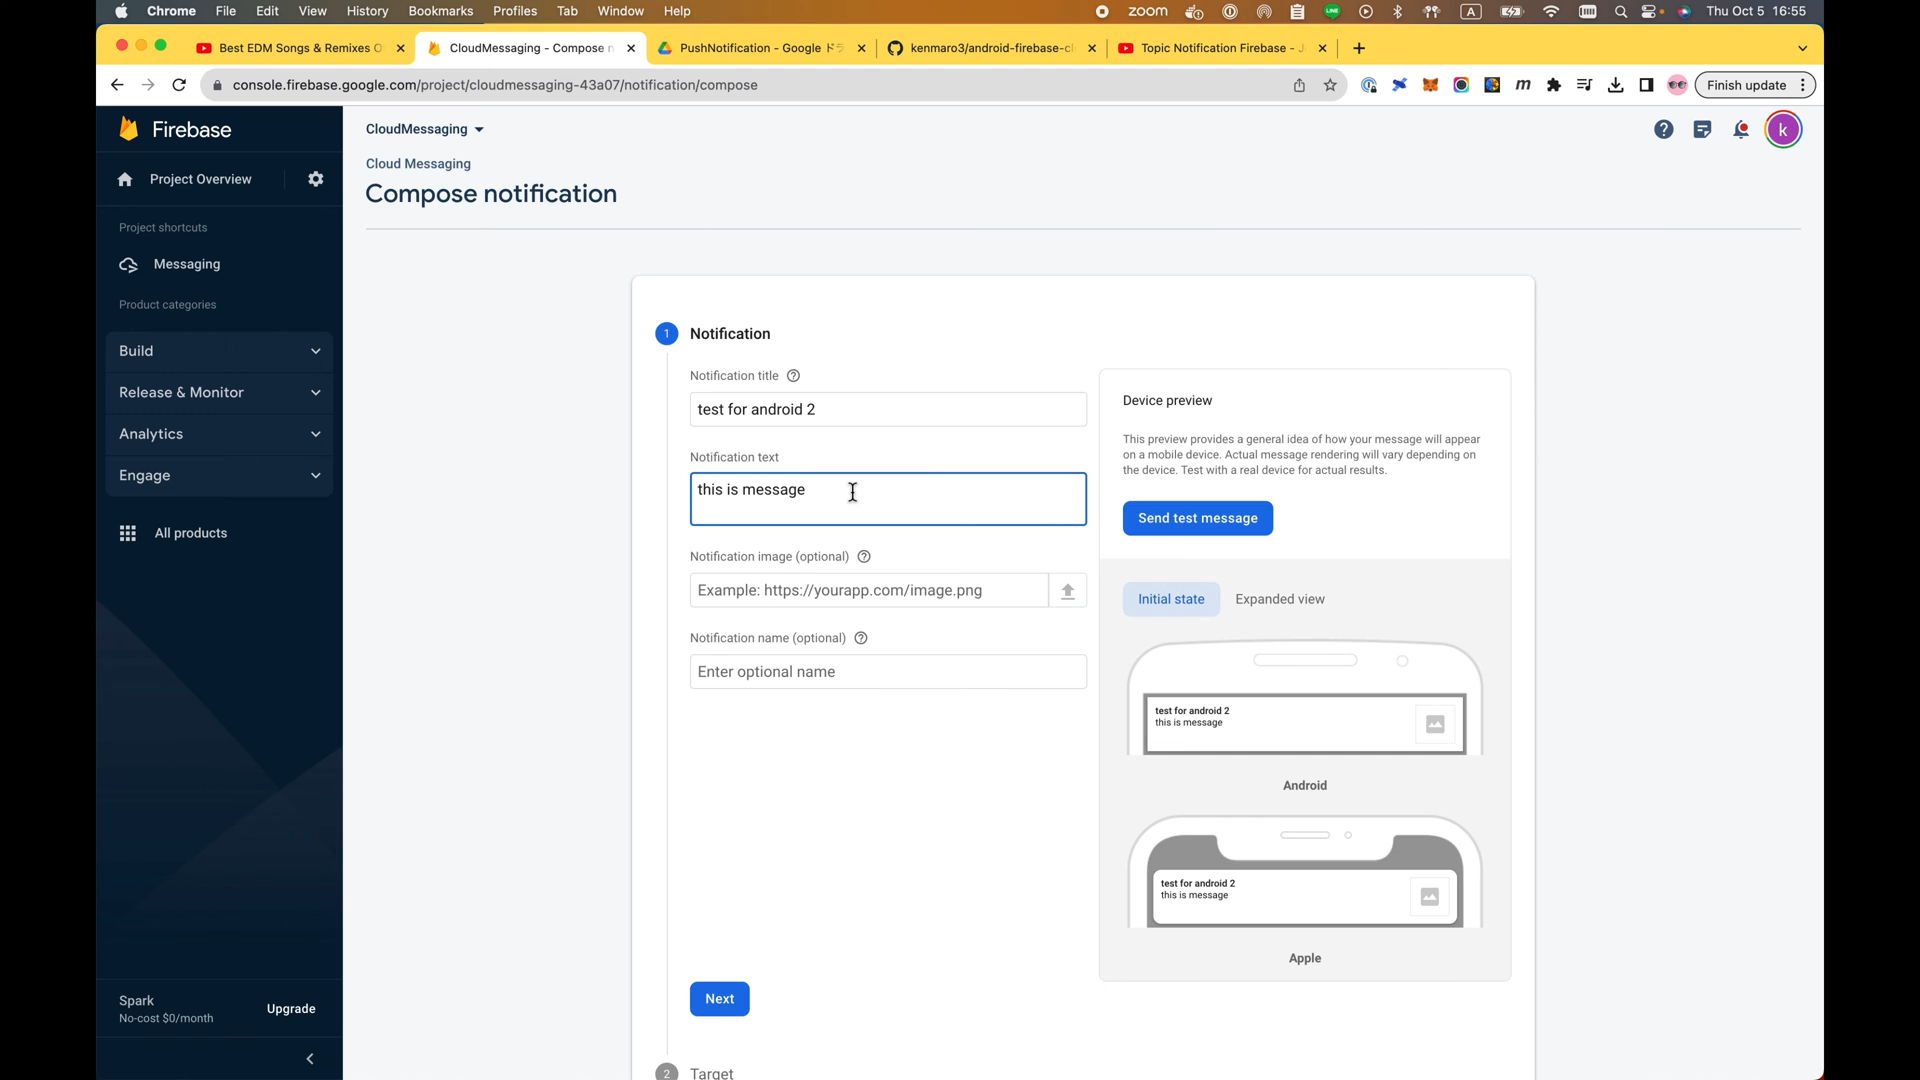 Chrome File Edit View History Bookmarks Profiles Tab Window Help zoom A Thu Oct 5 16:55
Best EDM Songs & Remixes O CloudMessaging - Compose n PushNotification - Google ド kenmaro3/android-firebase-cl Topic Notification Firebase - J
console.firebase.google.com/project/cloudmessaging-43a07/notification/compose m Finish update
Firebase
Project Overview
Project shortcuts
Messaging
Product categories
Build
Release & Monitor
Analytics
Engage
All products
Spark
No-cost $0/month
Upgrade
CloudMessaging
k
Cloud Messaging
Compose notification
1 Notification
Notification title
test for android 2
Notification text
this is message
Notification image (optional)
Example: https://yourapp.com/image.png
Notification name (optional)
Enter optional name
Next
2 Target
Device preview
This preview provides a general idea of how your message will appear
on a mobile device. Actual message rendering will vary depending on
the device. Test with a real device for actual results.
Send test message
Initial state Expanded view
test for android 2
this is message
Android
test for android 2
this is message
Apple